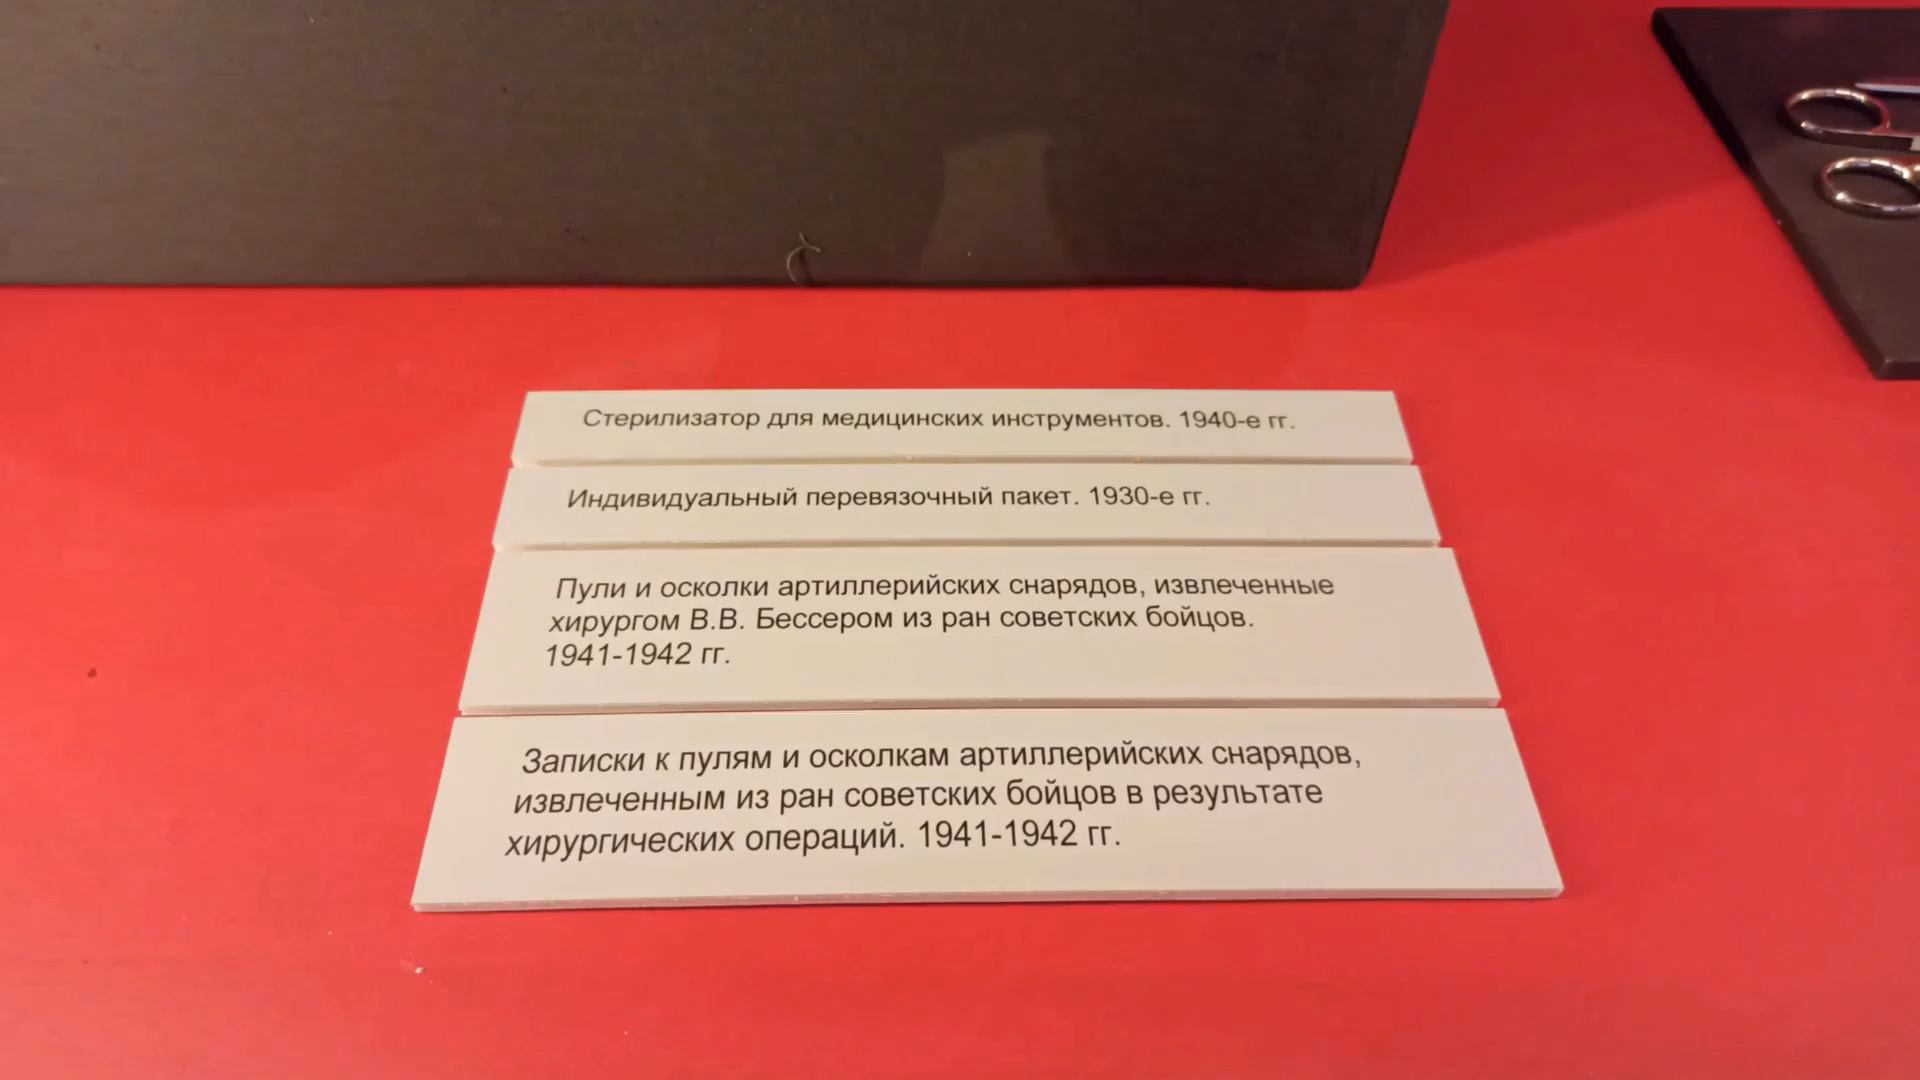 Стерилизатор для медицинских инструментов. 1940-е гг.
Индивидуальный перевязочный пакет. 1930-е гг.
Пули и осколки артиллерийских снарядов, извлеченные
хирургом В.В. Бессером из ран советских бойцов.
1941-1942 гг.
Записки к пулям и осколкам артиллерийских снарядов,
извлеченным из ран советских бойцов в результате
хирургических операций. 1941-1942 гг.